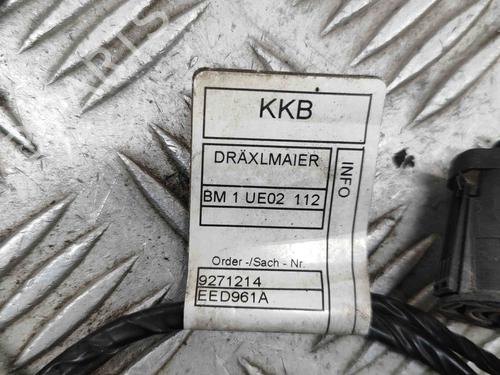 KKB
DRÄXLMAIER
BM 1 UE02 112
INFO
Order -/Sach - Nr.
9271214
EED961A